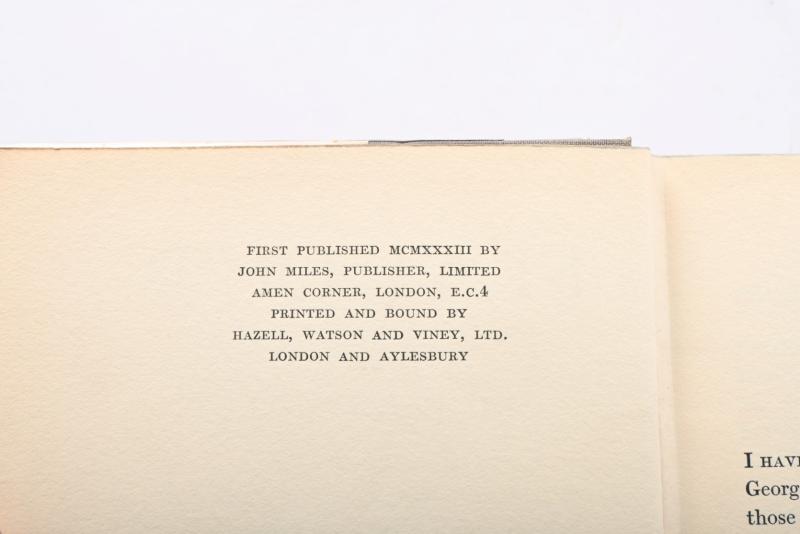 FIRST PUBLISHED MCMXXXIII BY
JOHN MILES, PUBLISHER, LIMITED
AMEN CORNER, LONDON, E.C.4
PRINTED AND BOUND BY
HAZELL, WATSON AND VINEY, LTD.
LONDON AND AYLESBURY
I HAVE
Georg
those